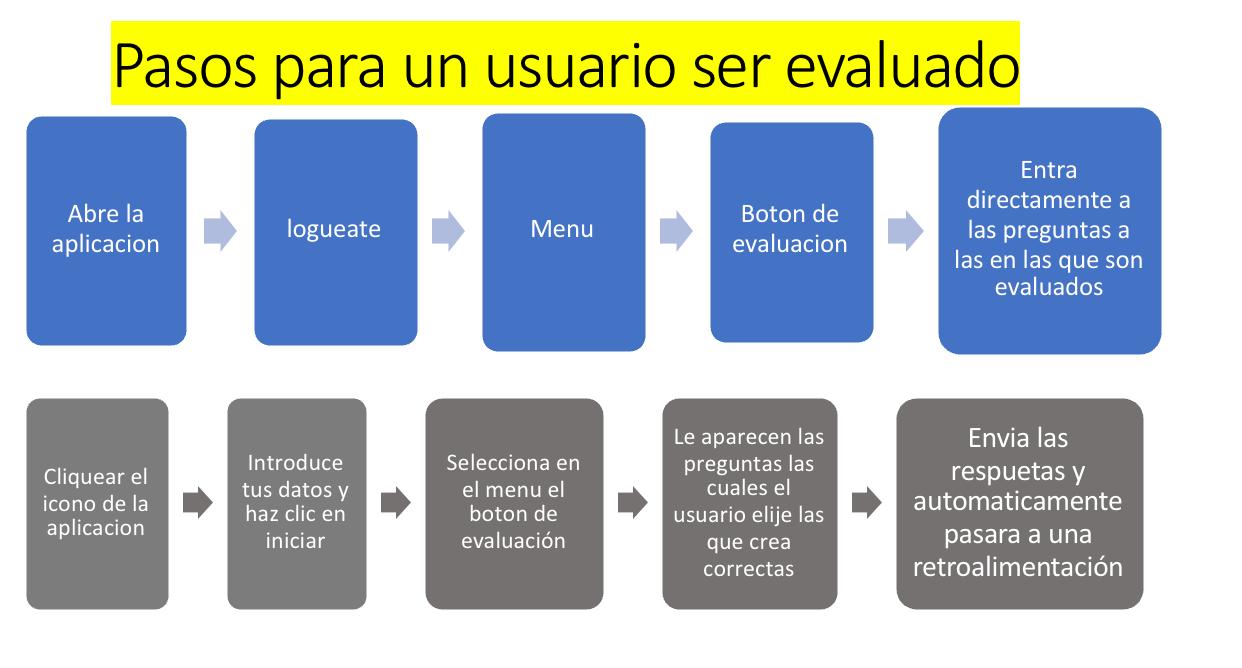 Pasos para un usuario ser evaluado
Abre la
aplicacion
logueate
Menu
Boton de
evaluacion
Entra
directamente a
las preguntas a
las en las que son
evaluados
Cliquear el
icono de la
aplicacion
Introduce
tus datos y
haz clic en
iniciar
Selecciona en
el menu el
boton de
evaluación
Le aparecen las
preguntas las
cuales el
usuario elije las
que crea
correctas
Envia las
respuetas y
automaticamente
pasara a una
retroalimentación